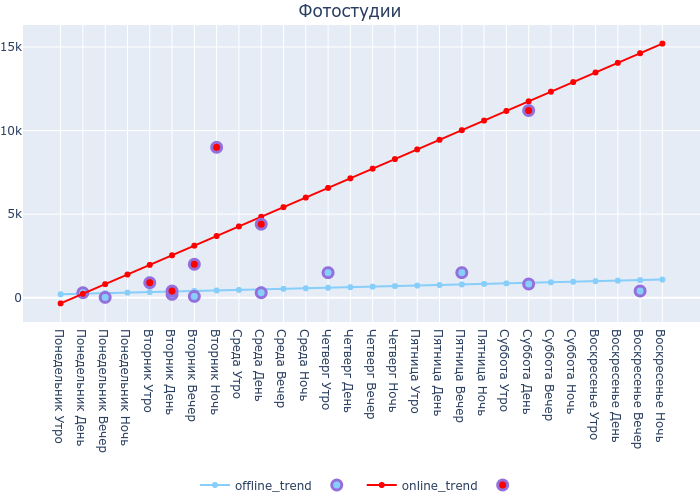 Фотостудии
15k
10k
5k
0
Понедельник Утро
Понедельник День
Понедельник Вечер
Понедельник Ночь
Вторник Утро
Вторник День
Вторник Вечер
Вторник Ночь
Среда Утро
Среда День
Среда Вечер
Среда Ночь
Четверг Утро
Четверг День
Четверг Вечер
Четверг Ночь
Пятница Утро
Пятница День
Пятница Вечер
Пятница Ночь
Суббота Утро
Суббота День
Суббота Вечер
Суббота Ночь
Воскресенье Утро
Воскресенье День
Воскресенье Вечер
Воскресенье Ночь
offline_trend
online_trend